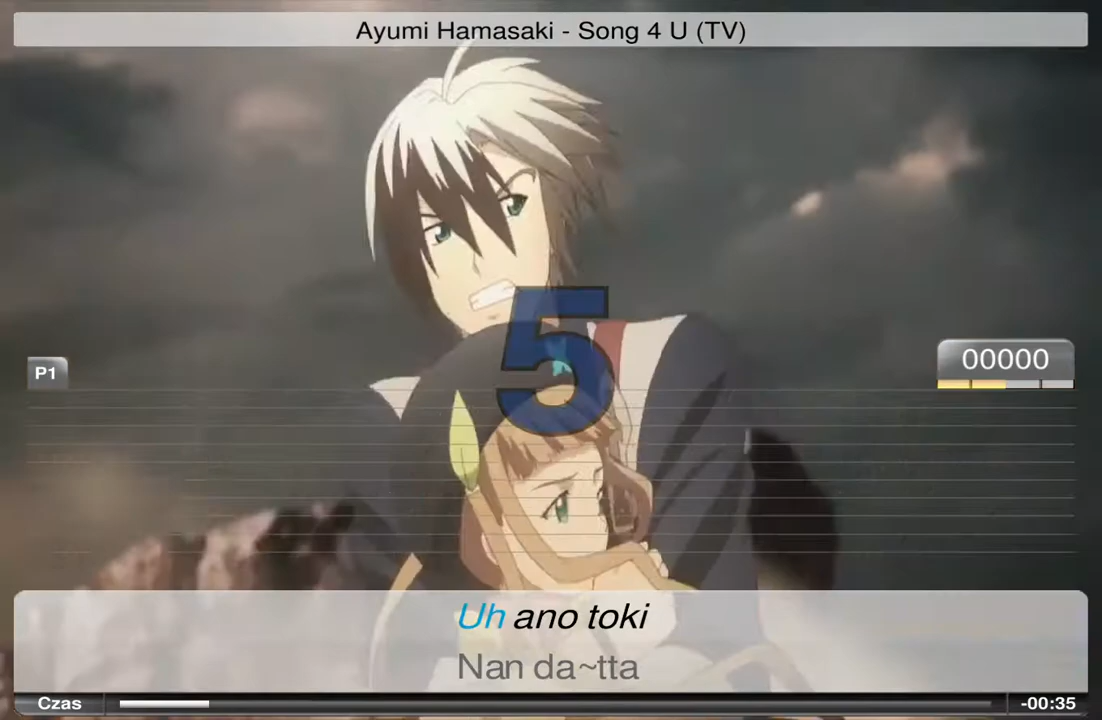 Ayumi Hamasaki - Song 4 U (TV)
5
P1
00000
Uh ano toki
Nan da~tta
Czas
-00:35